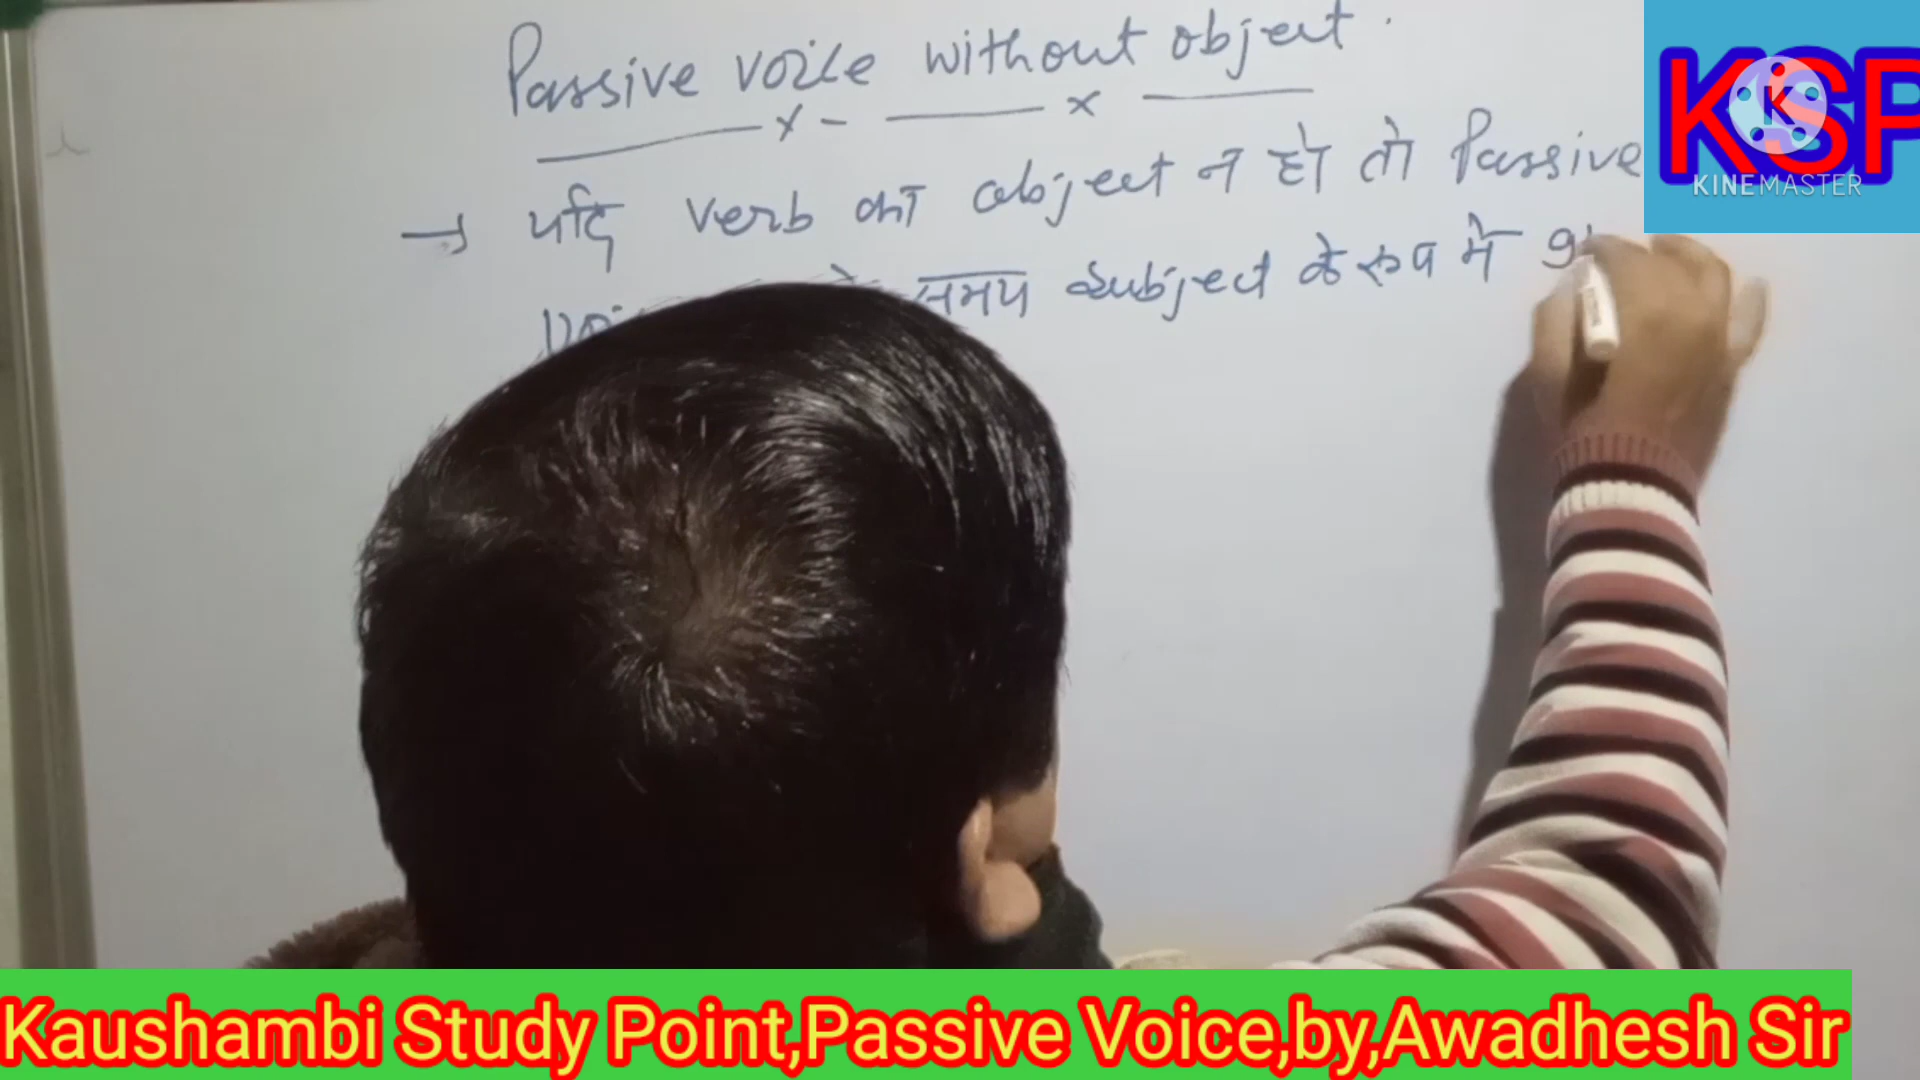 Passive voice without object.
→ यदि verb का object न हो तो Passive
समय subject के रूप में
KSP
KINEMASTER
Kaushambi Study Point,Passive Voice,by,Awadhesh Sir